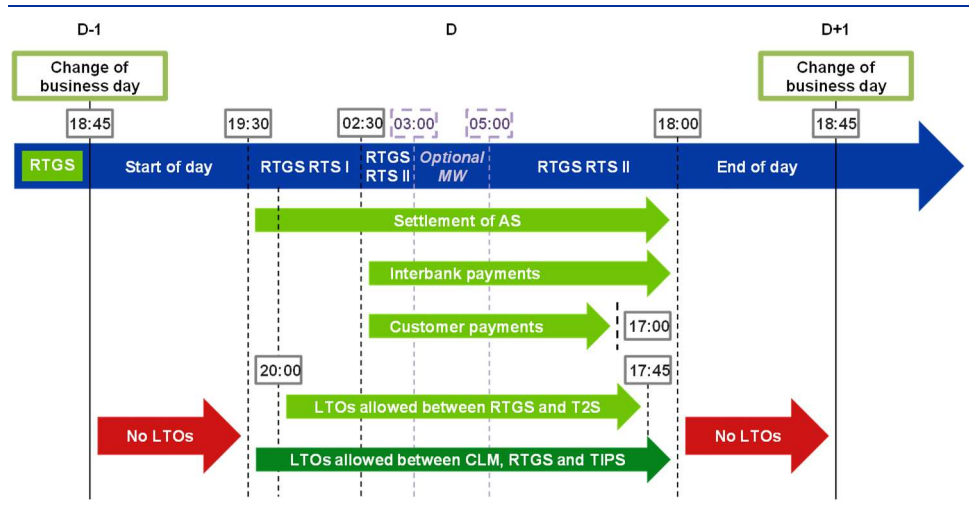 D-1
D
D+1
Change of
business day
Change of
business day
18:45
19:30
02:30
03:00
05:00
18:00
18:45
RTGS
Start of day
RTGS RTS I
RTGS
RTS II
Optional
MW
RTGS RTS II
End of day
Settlement of AS
Interbank payments
Customer payments
17:00
20:00
17:45
LTOs allowed between RTGS and T2S
No LTOs
No LTOs
LTOs allowed between CLM, RTGS and TIPS